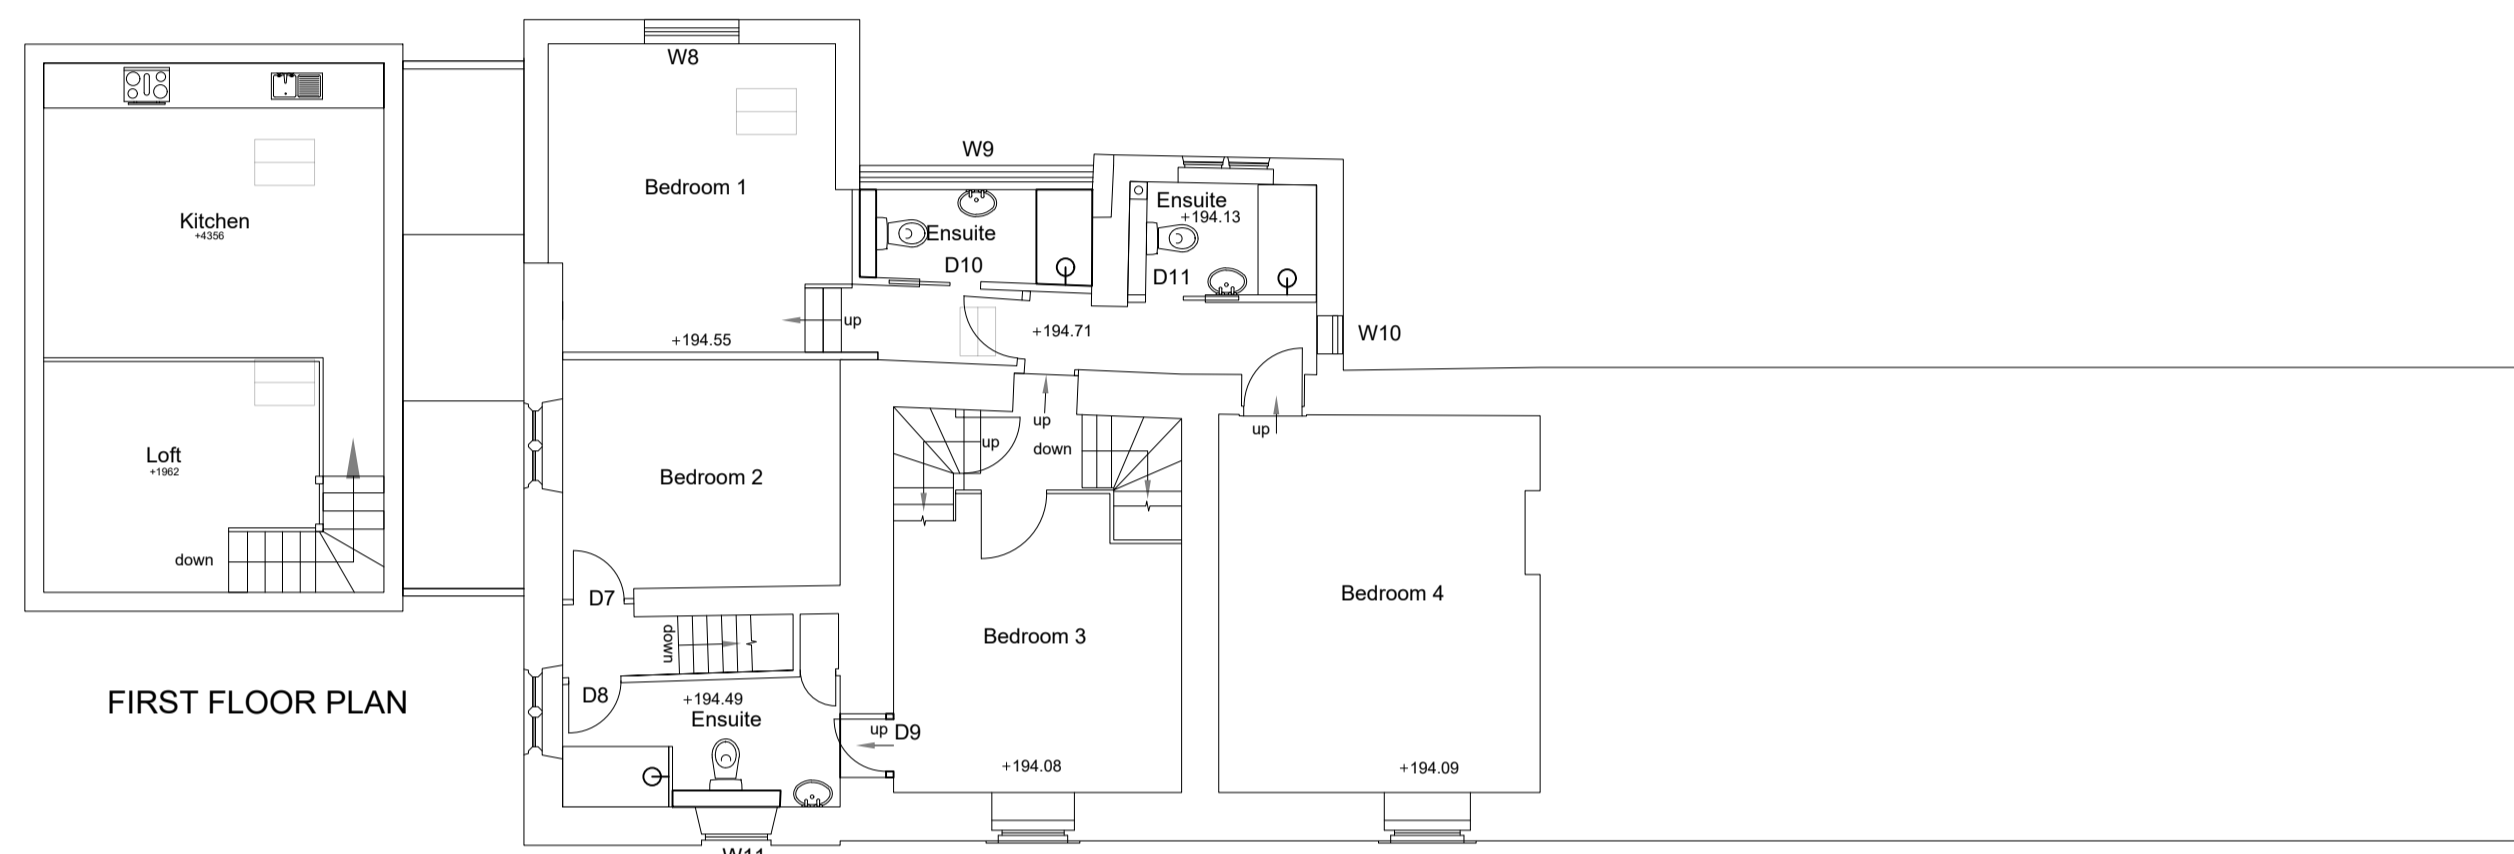 W8
W9
Bedroom 1
Kitchen
+4356
Ensuite
D10
Ensuite
+194.13
D11
up
+194.71
W10
+194.55
up
up
down
up
Loft
+1962
Bedroom 2
down
Bedroom 4
D7
Bedroom 3
down
D8
+194.49
Ensuite
FIRST FLOOR PLAN
up
D9
+194.08
+194.09
W11